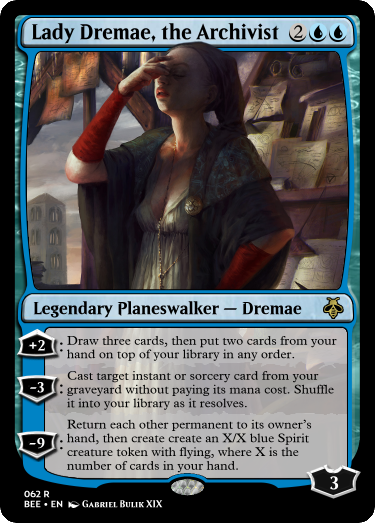 Lady Dremae, the Archivist 2
Legendary Planeswalker — Dremae
+2: Draw three cards, then put two cards from your
hand on top of your library in any order.
-3: Cast target instant or sorcery card from your
graveyard without paying its mana cost. Shuffle
it into your library as it resolves.
-9: Return each other permanent to its owner's
hand, then create create an X/X blue Spirit
creature token with flying, where X is the
number of cards in your hand.
3
062 R
BEE • EN Gabriel Bulik XIX